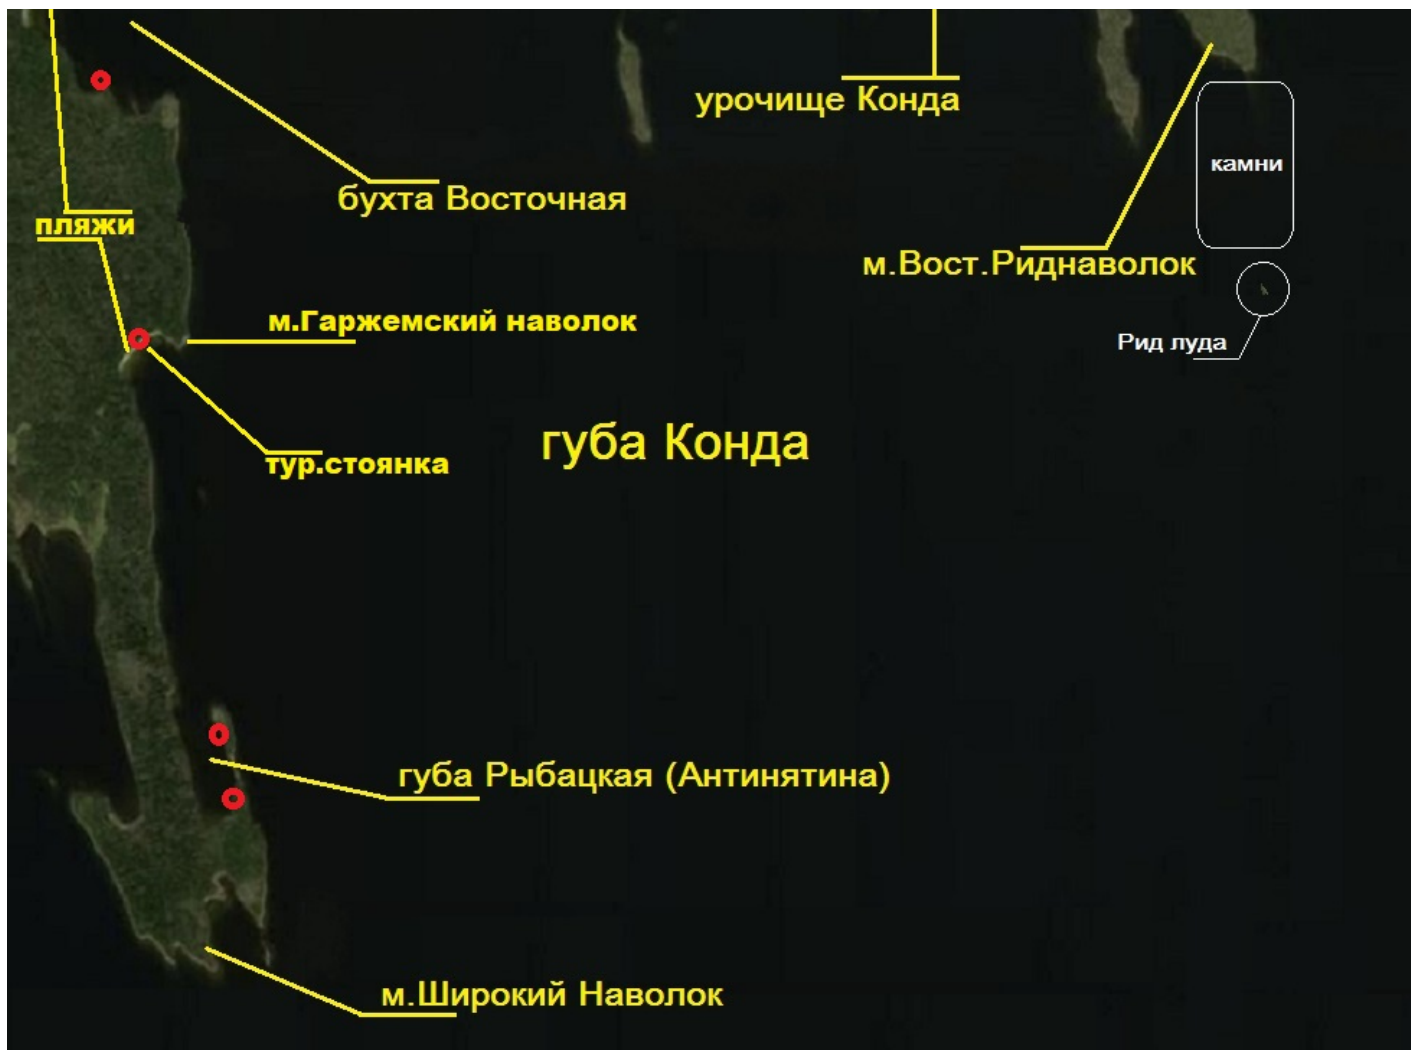 урочище Конда
камни
бухта Восточная
пляжи
м.Вост.Риднаволок
м.Гаржемский наволок
Рид луда
губа Конда
тур.стоянка
губа Рыбацкая (Антинятина)
м.Широкий Наволок